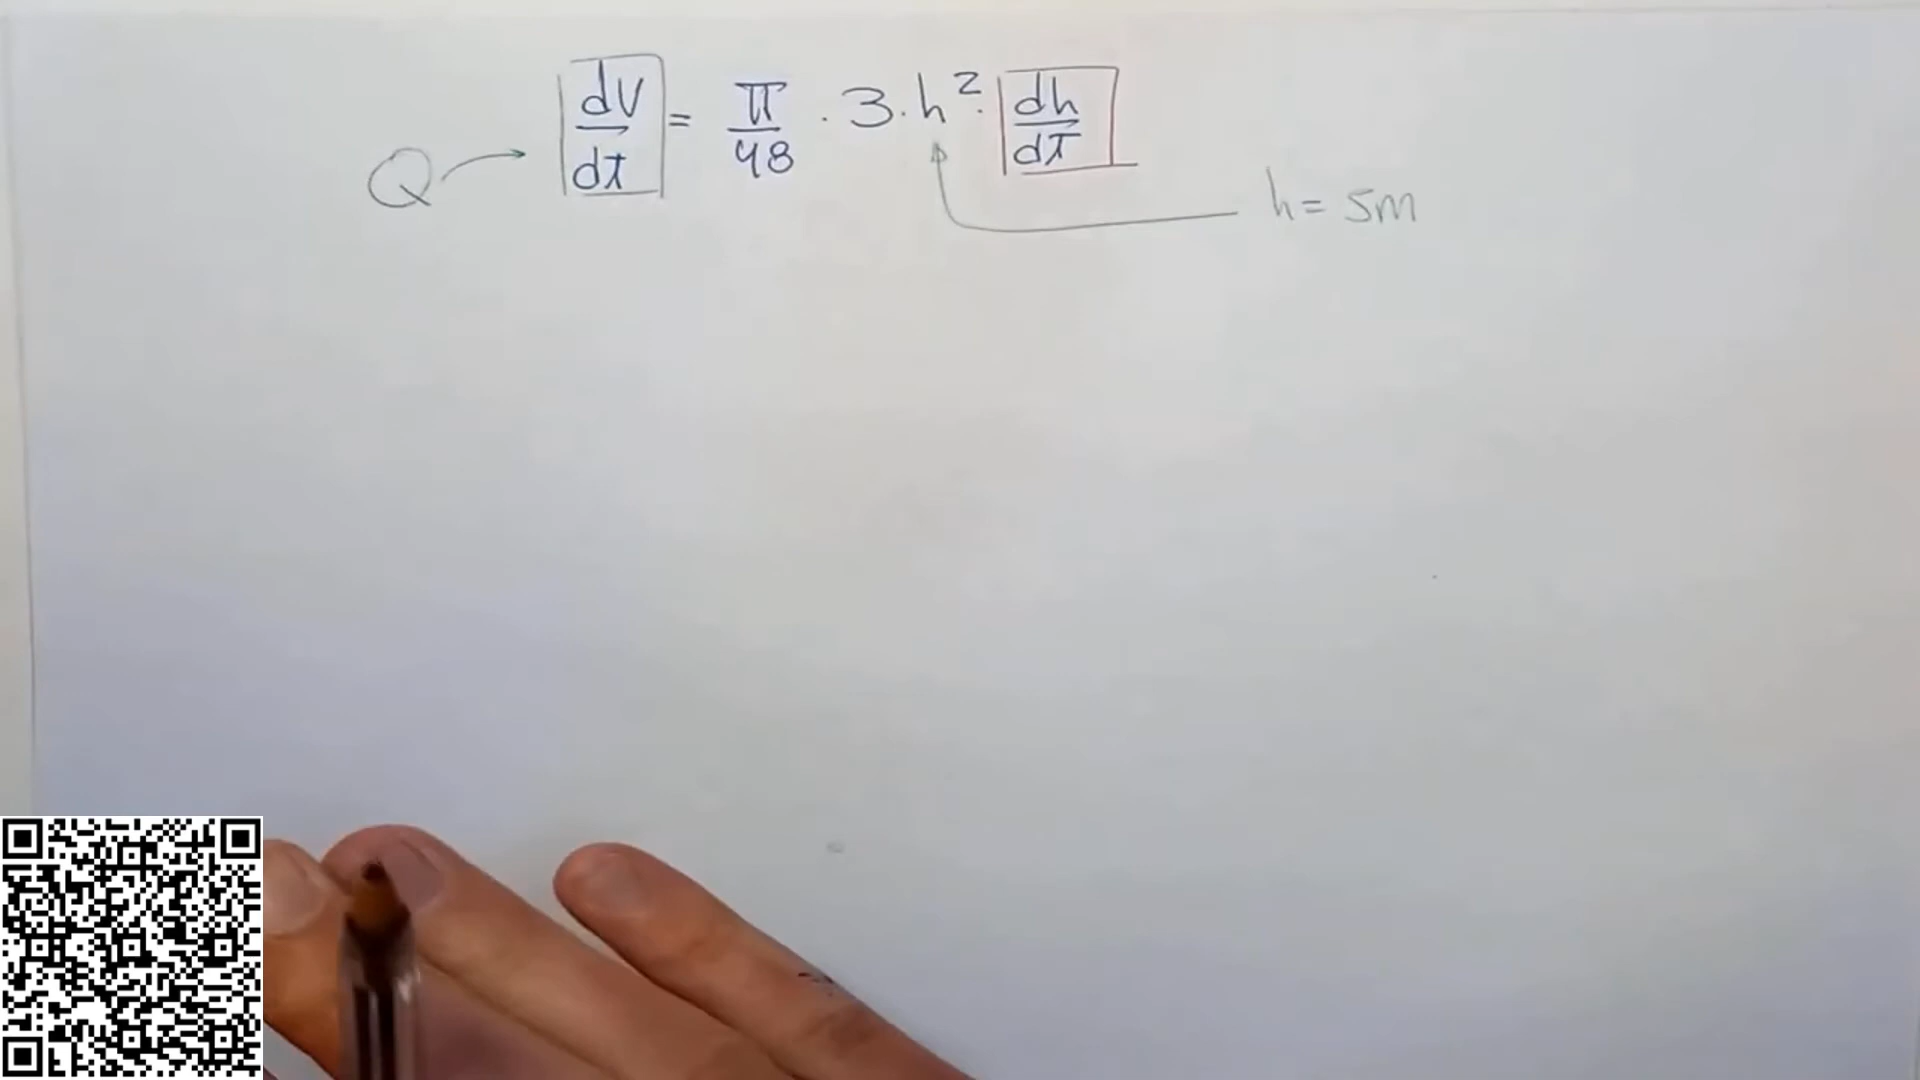 dV/dt = π/48 · 3 · h² · dh/dt
Q
h = 5m